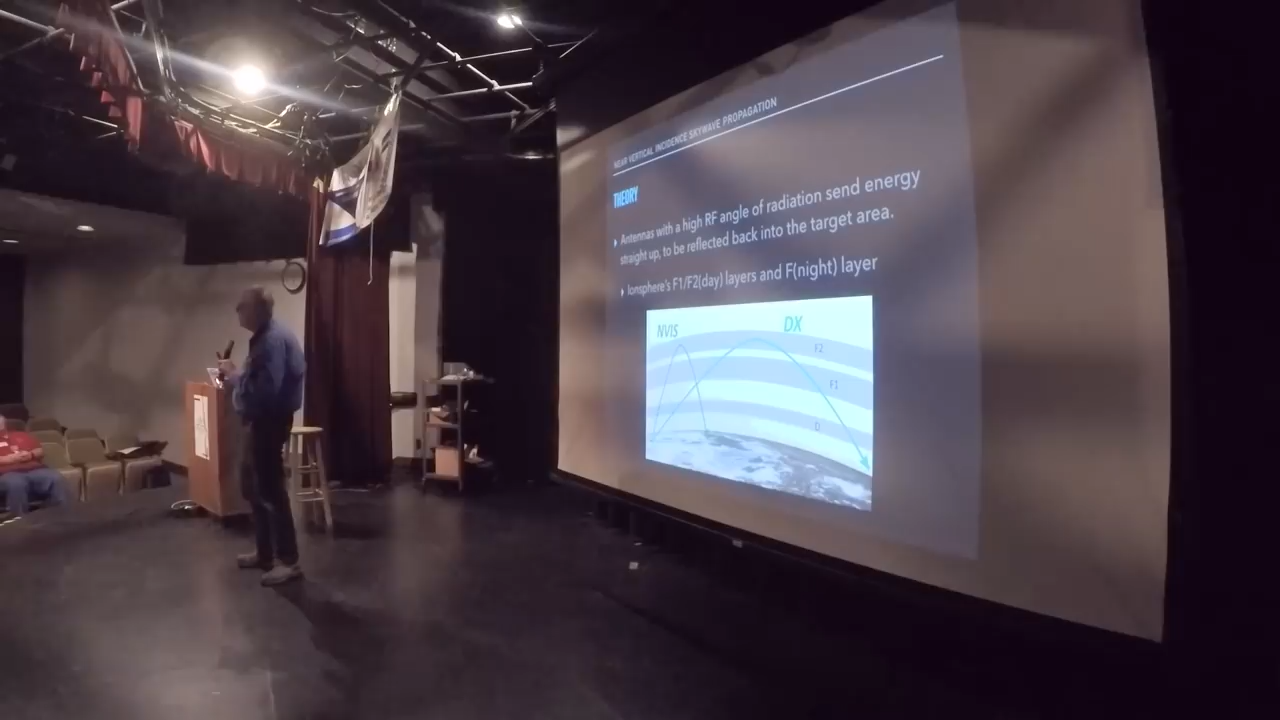 NEAR VERTICAL INCIDENCE SKYWAVE PROPAGATION
THEORY
Antennas with a high RF angle of radiation send energy
straight up, to be reflected back into the target area.
Ionsphere's F1/F2(day) layers and F(night) layer
NVIS
DX
F2
F1
D